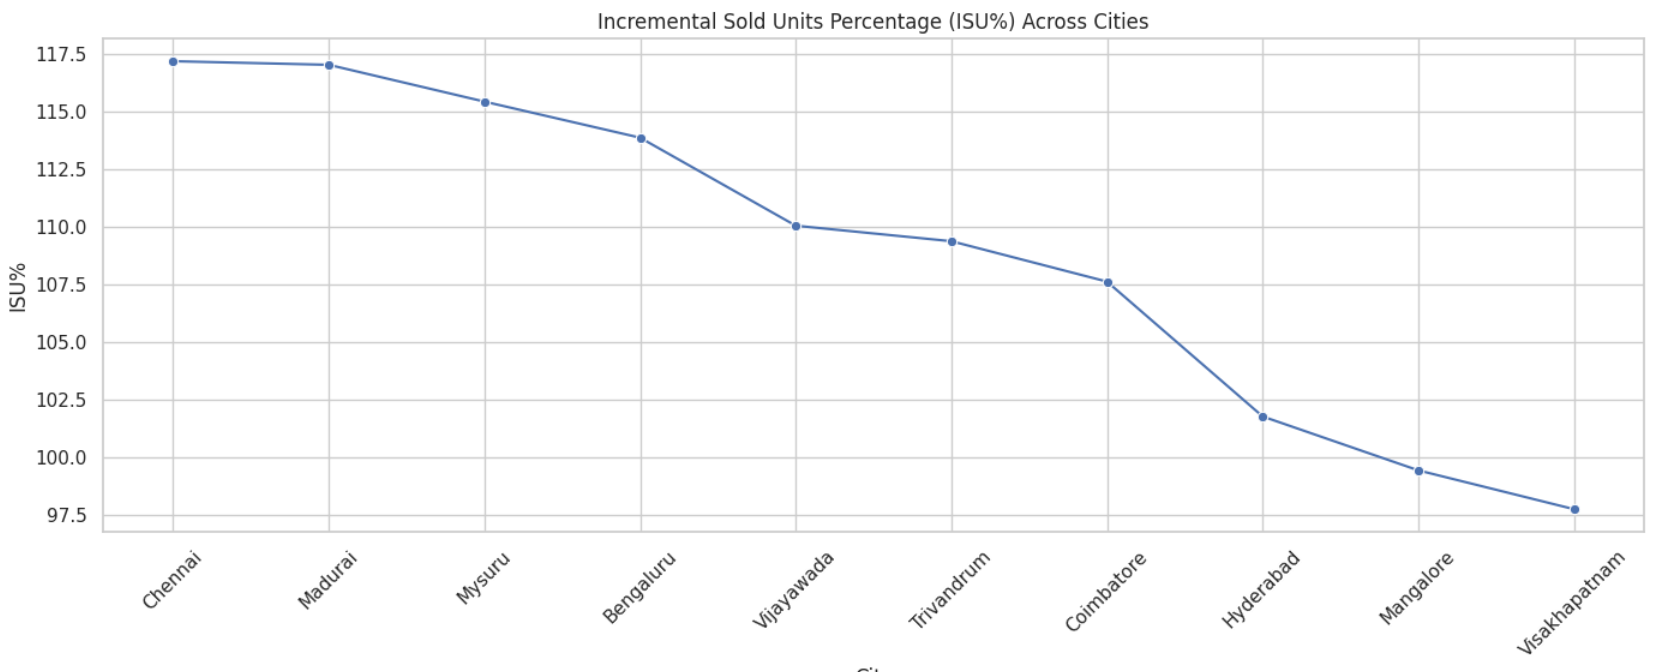 Incremental Sold Units Percentage (ISU%) Across Cities
ISU%
117.5
115.0
112.5
110.0
107.5
105.0
102.5
100.0
97.5
Chennai
Madurai
Mysuru
Bengaluru
Vijayawada
Trivandrum
Coimbatore
Hyderabad
Mangalore
Visakhapatnam